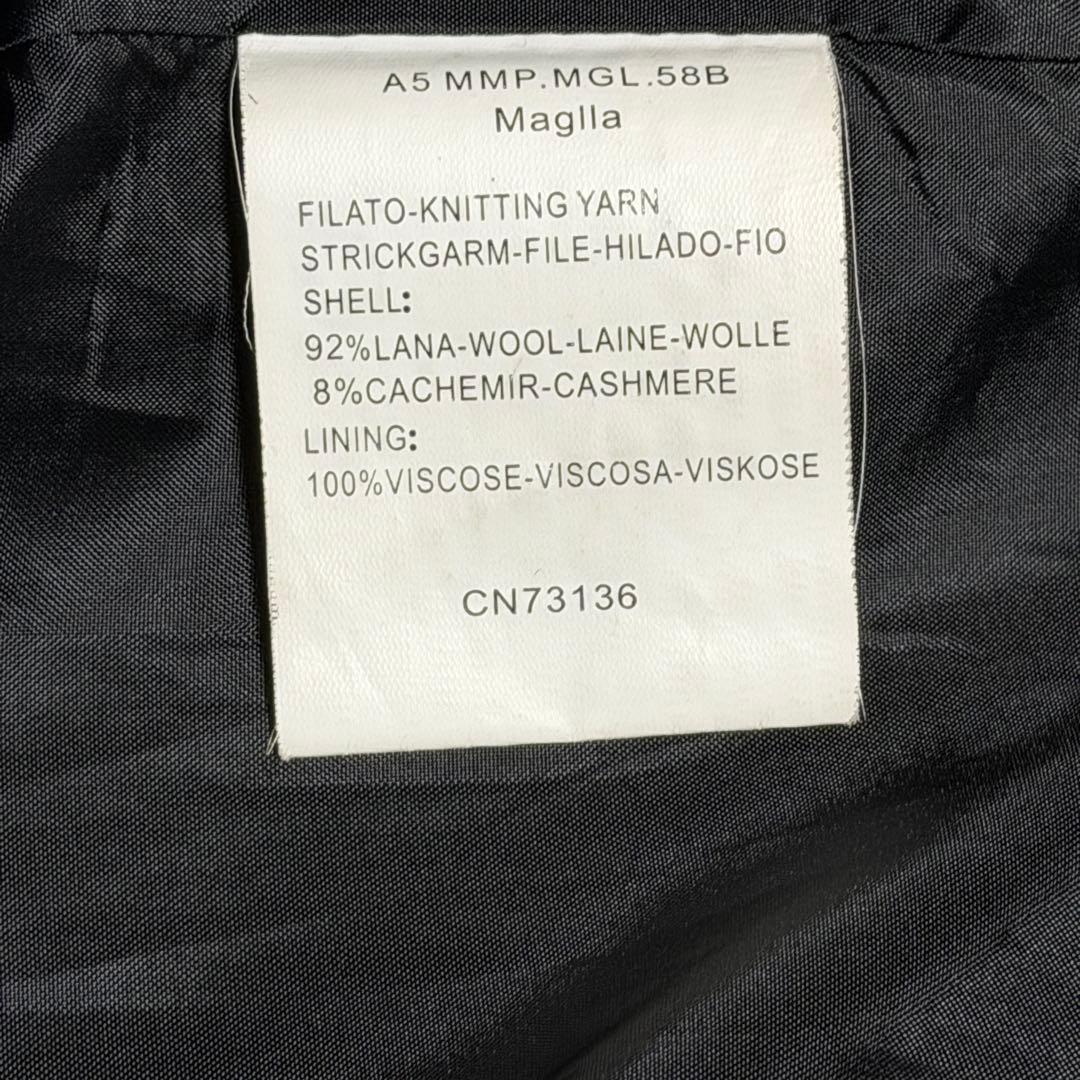 A5 MMP.MGL.58B
Maglla
FILATO-KNITTING YARN
STRICKGARM-FILE-HILADO-FIO
SHELL:
92%LANA-WOOL-LAINE-WOLLE
8%CACHEMIR-CASHMERE
LINING:
100%VISCOSE-VISCOSA-VISKOSE
CN73136